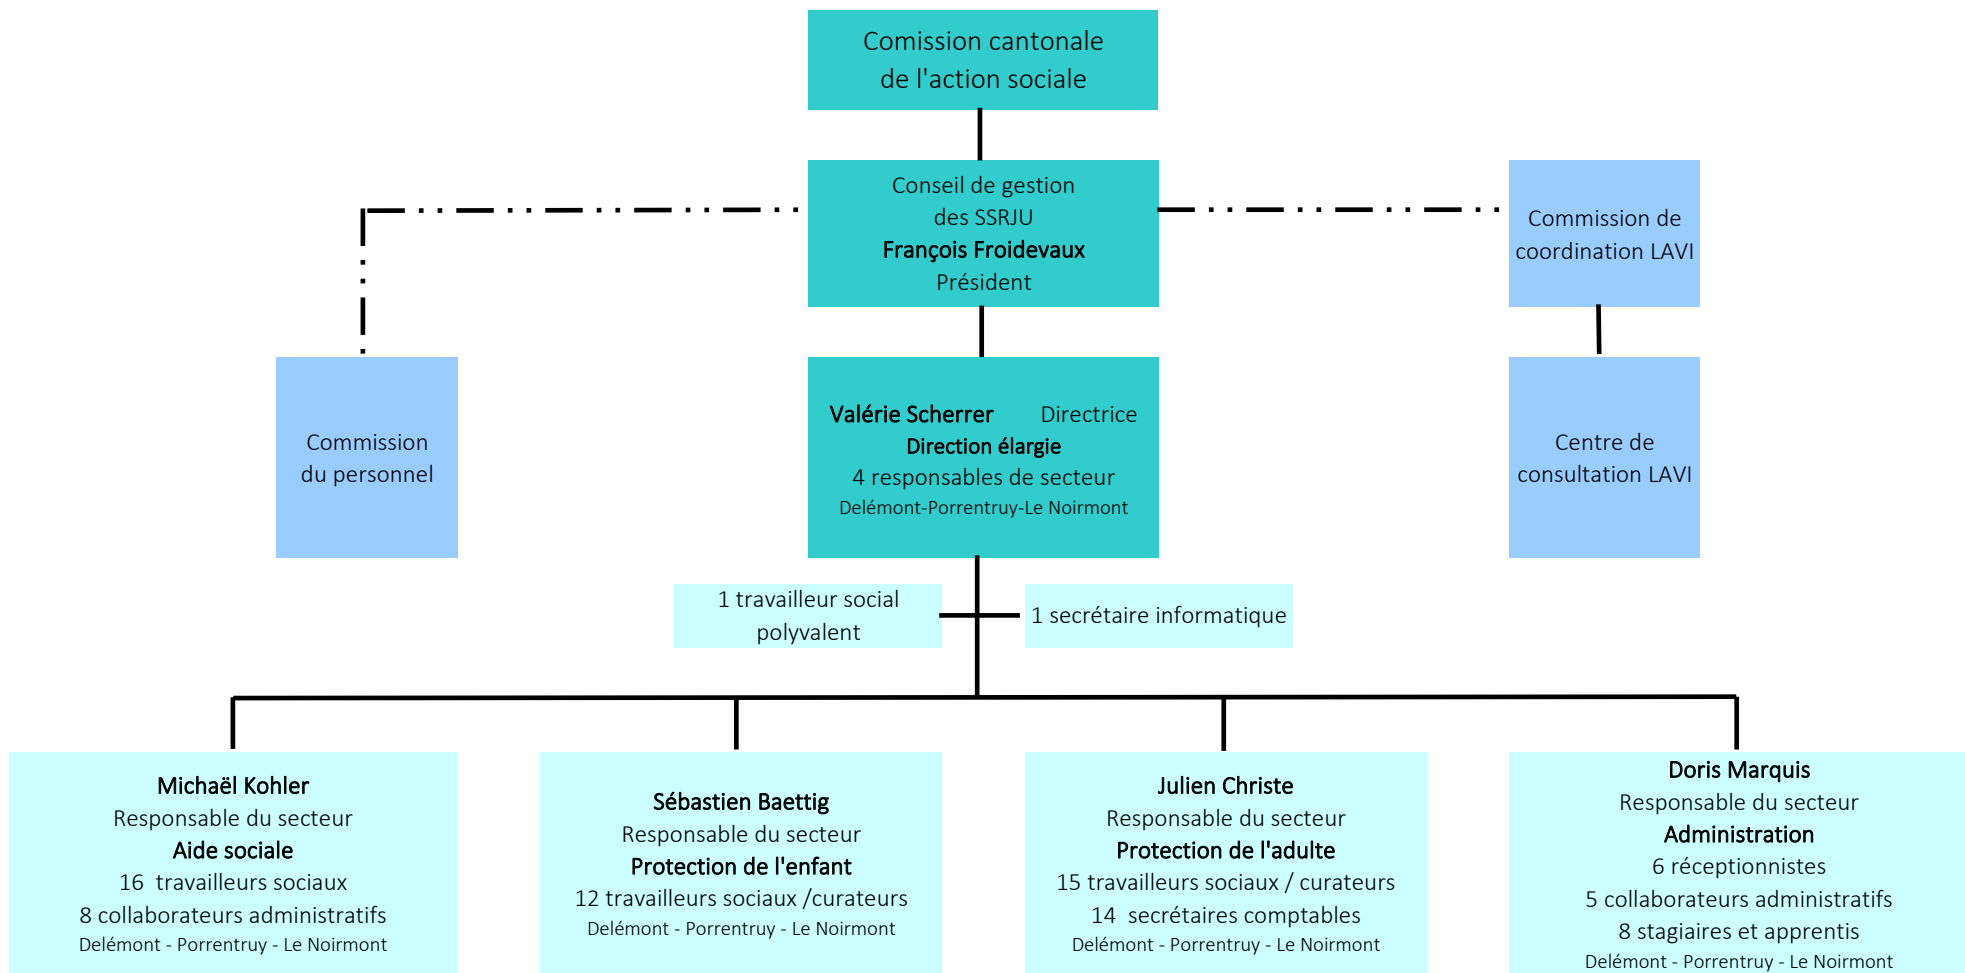 Comission cantonale
de l'action sociale
Conseil de gestion
des SSRJU
François Froidevaux
Président
Commission de
coordination LAVI
Commission
du personnel
Valérie Scherrer Directrice
Direction élargie
4 responsables de secteur
Delémont-Porrentruy-Le Noirmont
Centre de
consultation LAVI
1 travailleur social
polyvalent
1 secrétaire informatique
Michaël Kohler
Responsable du secteur
Aide sociale
16 travailleurs sociaux
8 collaborateurs administratifs
Delémont - Porrentruy - Le Noirmont
Sébastien Baettig
Responsable du secteur
Protection de l'enfant
12 travailleurs sociaux /curateurs
Delémont - Porrentruy - Le Noirmont
Julien Christe
Responsable du secteur
Protection de l'adulte
15 travailleurs sociaux / curateurs
14 secrétaires comptables
Delémont - Porrentruy - Le Noirmont
Doris Marquis
Responsable du secteur
Administration
6 réceptionnistes
5 collaborateurs administratifs
8 stagiaires et apprentis
Delémont - Porrentruy - Le Noirmont